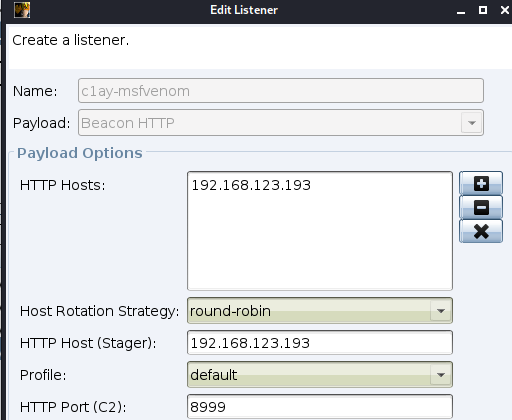 Edit Listener
Create a listener.
Name: c1ay-msfvenom
Payload: Beacon HTTP
Payload Options
HTTP Hosts: 192.168.123.193
Host Rotation Strategy: round-robin
HTTP Host (Stager): 192.168.123.193
Profile: default
HTTP Port (C2): 8999